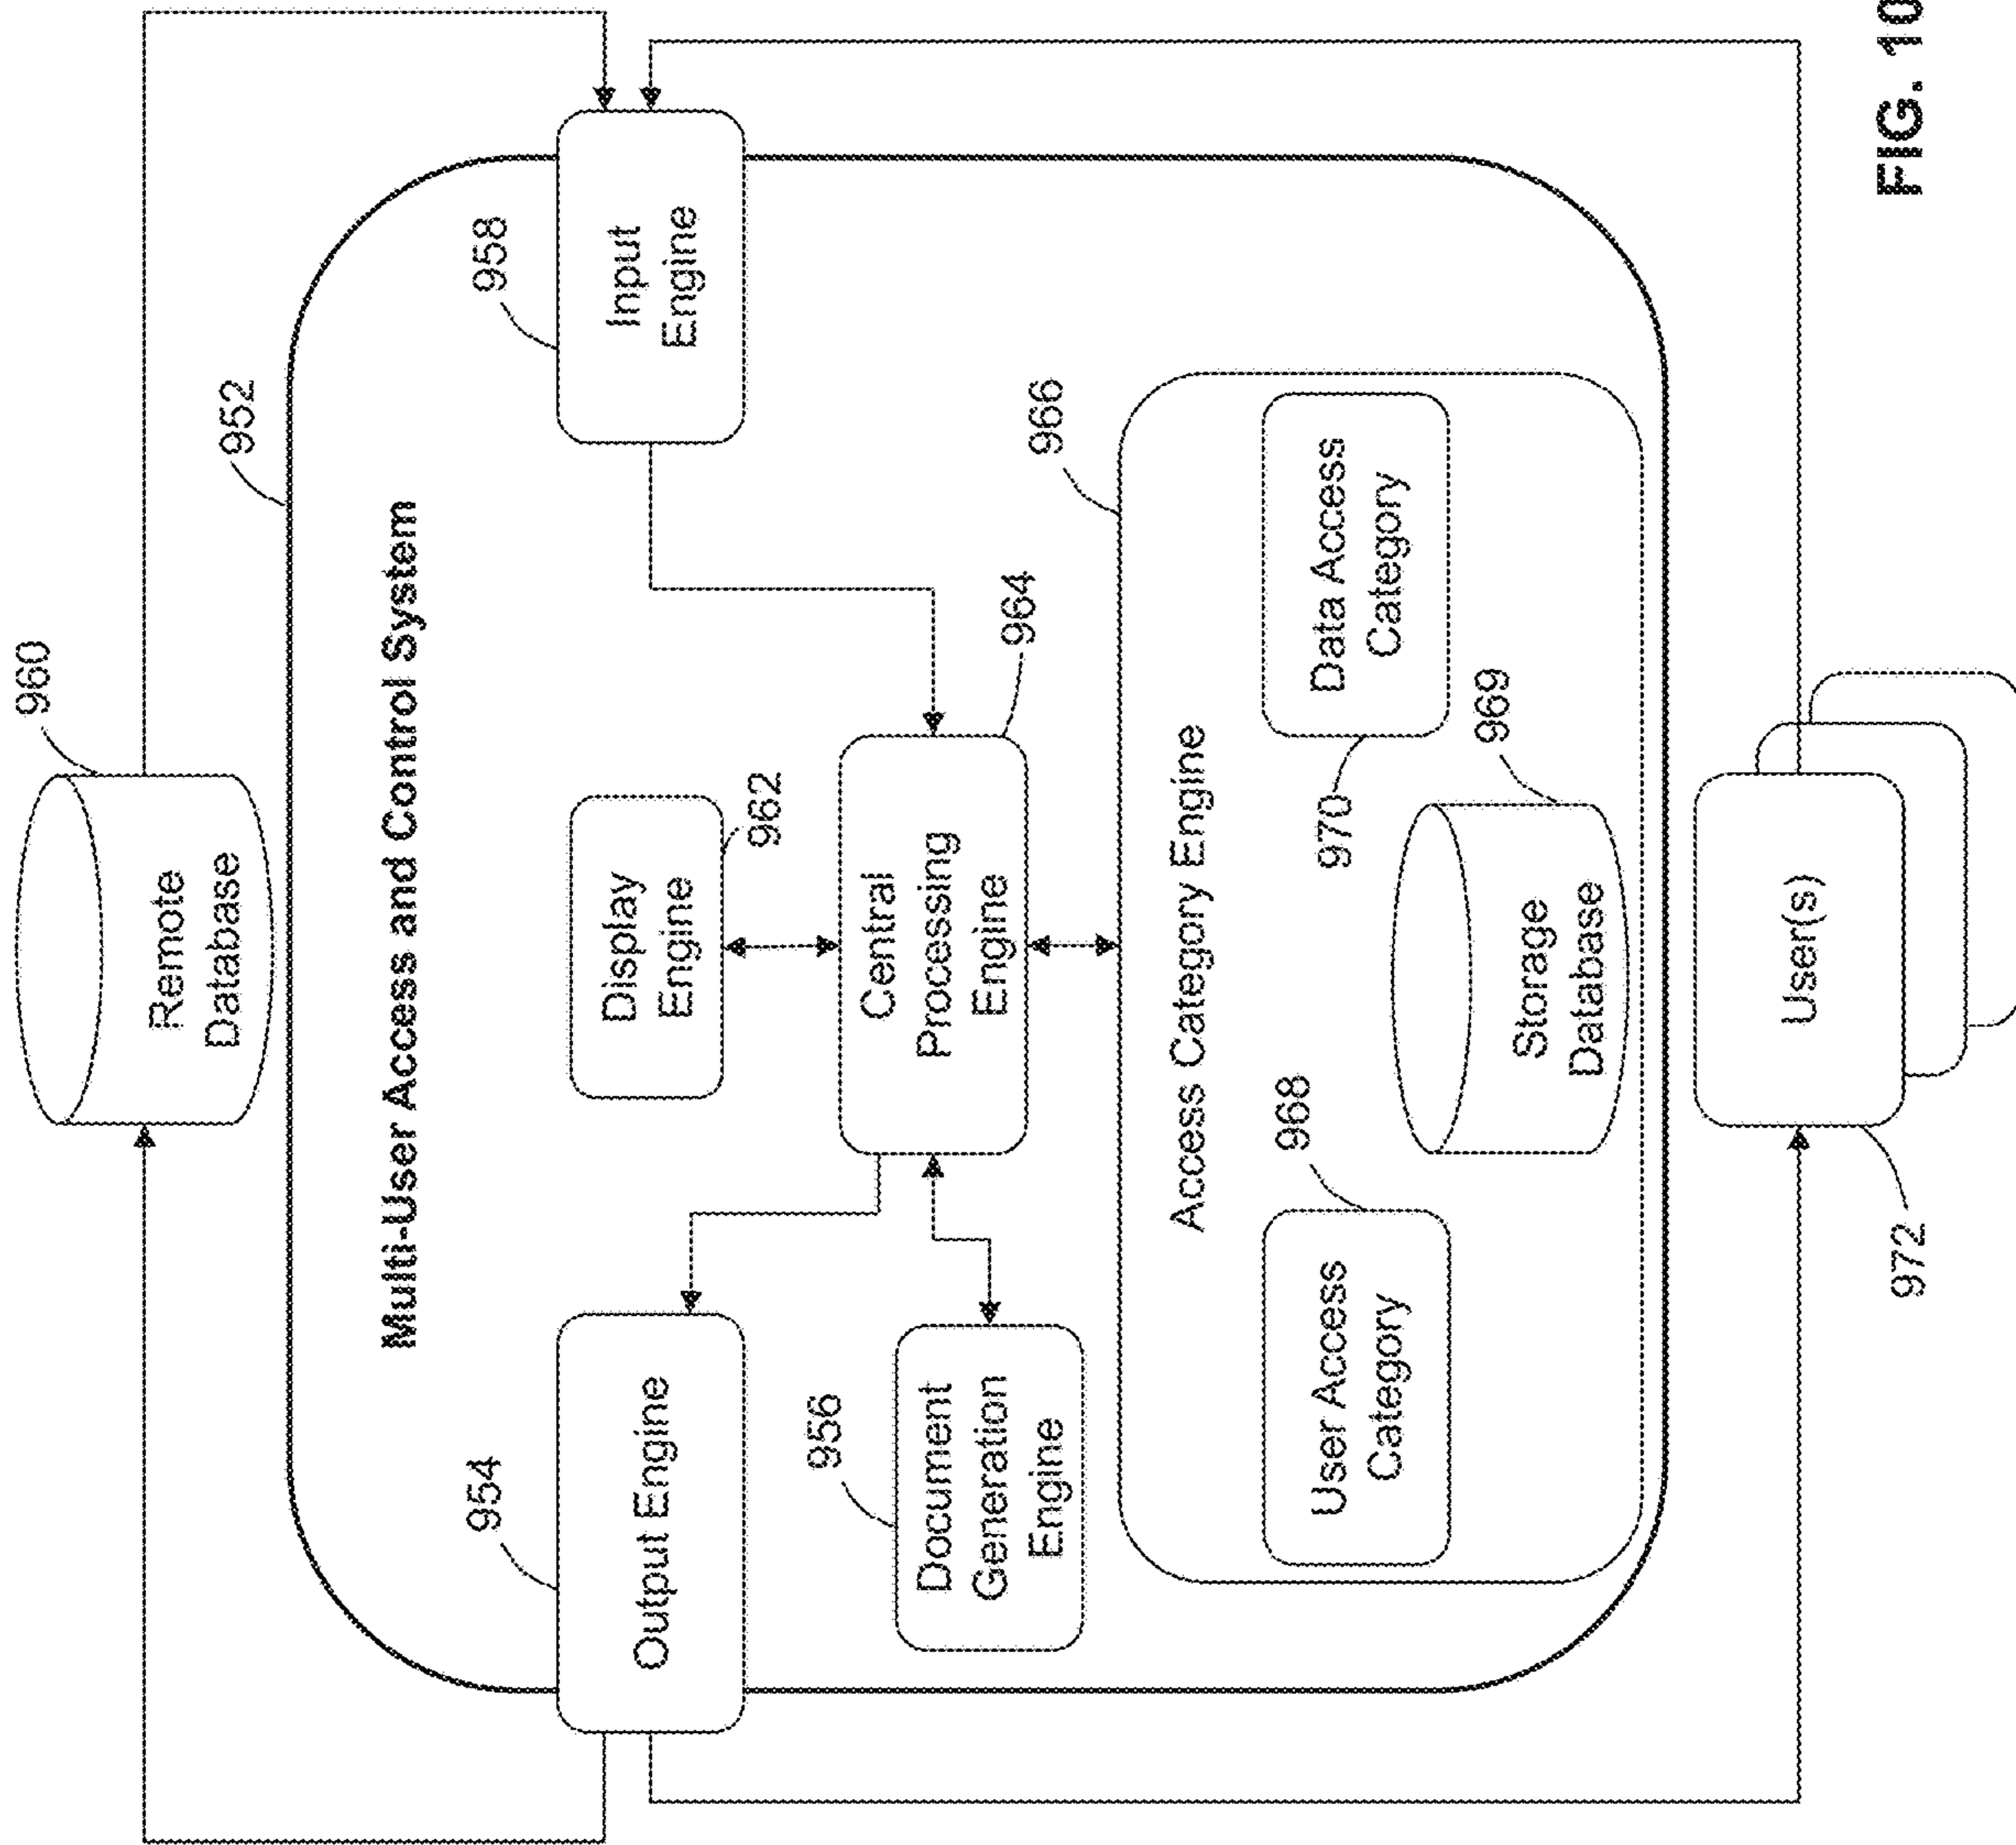 960
Remote
Database
952
Multi-User Access and Control System
954
Output Engine
Display
Engine
962
958
Input
Engine
956
Document
Generation
Engine
Central
Processing
Engine
964
966
Access Category Engine
968
User Access
Category
970
Data Access
Category
969
Storage
Database
User(s)
972
FIG. 10